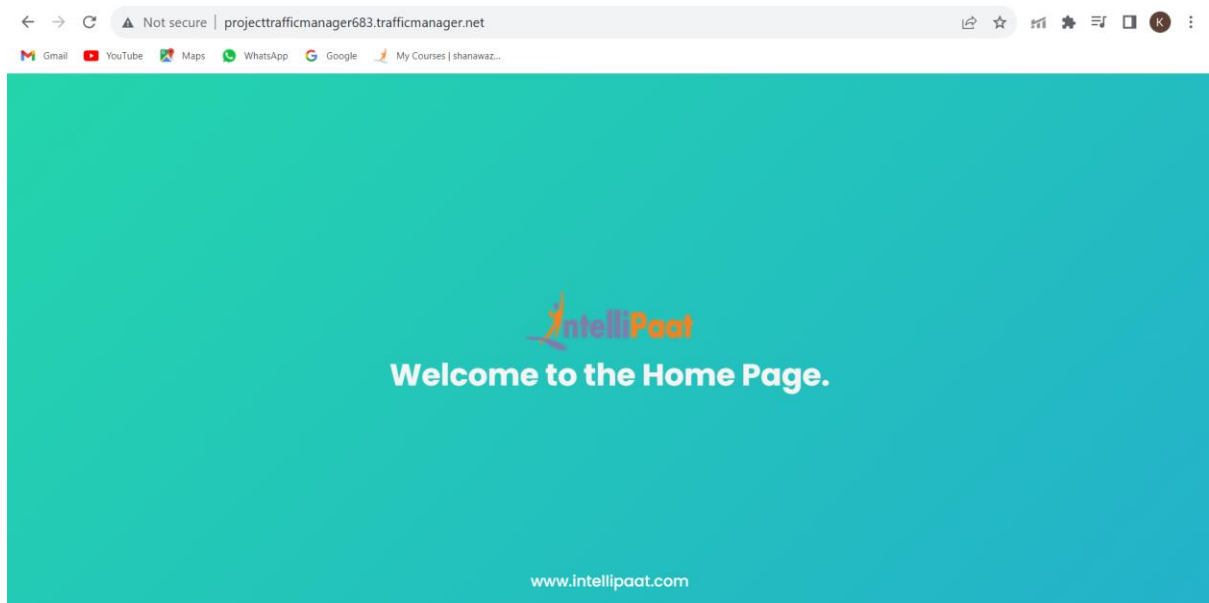 Not secure | projecttrafficmanager683.trafficmanager.net
K
Gmail YouTube Maps WhatsApp Google My Courses | shanawaz...
IntelliPaat
Welcome to the Home Page.
www.intellipaat.com